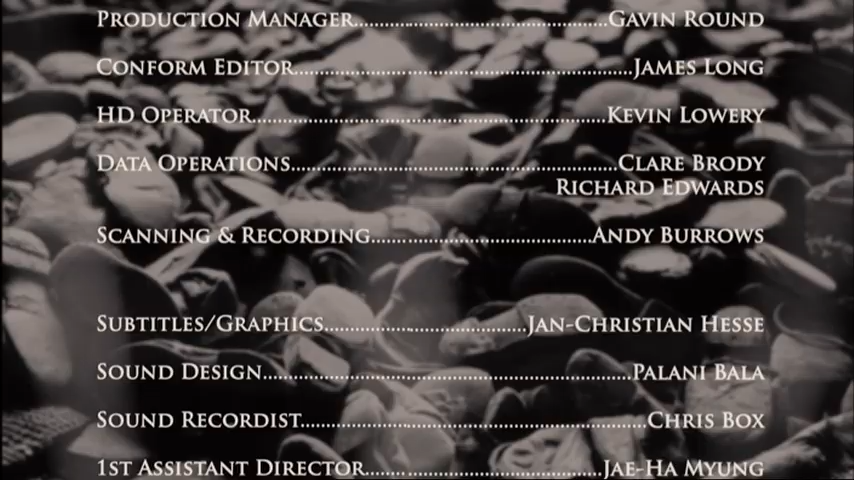 PRODUCTION MANAGER..........................................GAVIN ROUND
CONFORM EDITOR........................................................JAMES LONG
HD OPERATOR..........................................................KEVIN LOWERY
DATA OPERATIONS......................................................CLARE BRODY
RICHARD EDWARDS
SCANNING & RECORDING.....................................ANDY BURROWS
SUBTITLES/GRAPHICS..................................JAN-CHRISTIAN HESSE
SOUND DESIGN............................................................PALANI BALA
SOUND RECORDIST.........................................................CHRIS BOX
1ST ASSISTANT DIRECTOR.......................................JAE-HA MYUNG